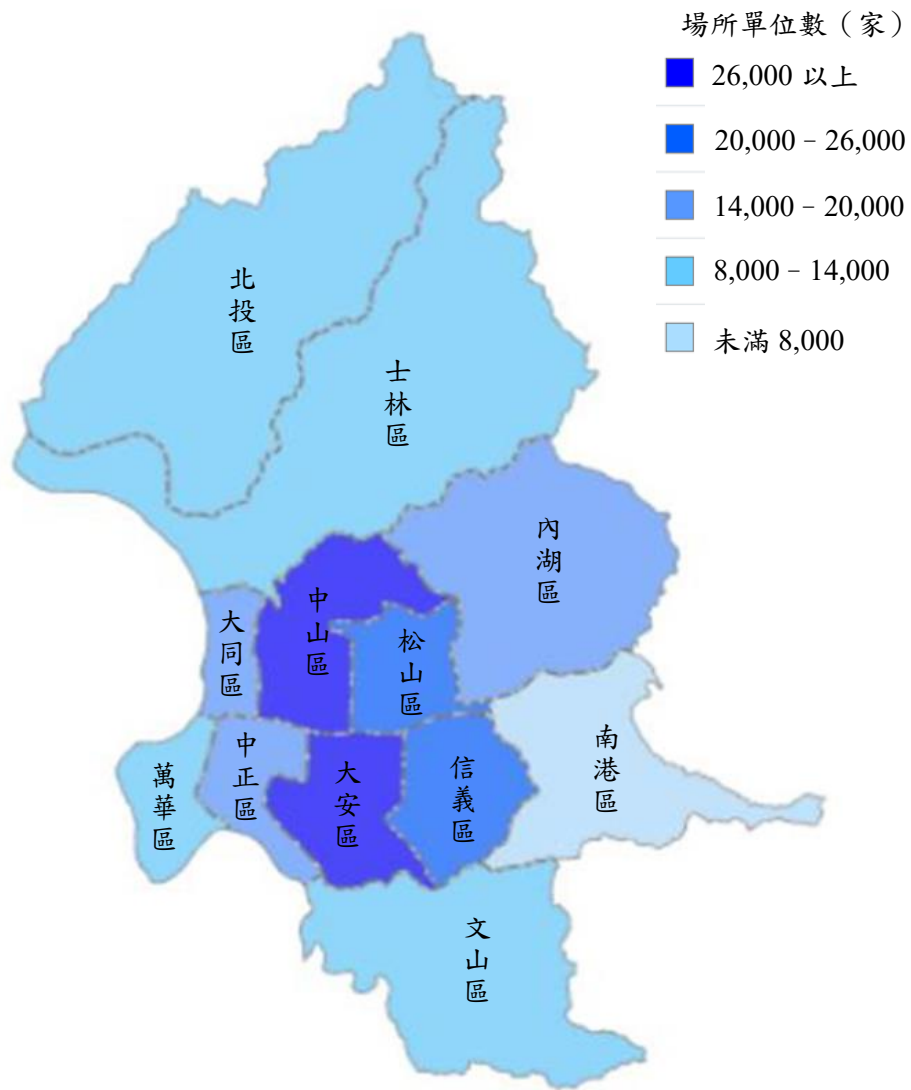 場所單位數（家）
26,000 以上
20,000－26,000
14,000－20,000
8,000－14,000
未滿 8,000
北投區
士林區
內湖區
中山區
大同區
松山區
中正區
萬華區
大安區
信義區
南港區
文山區